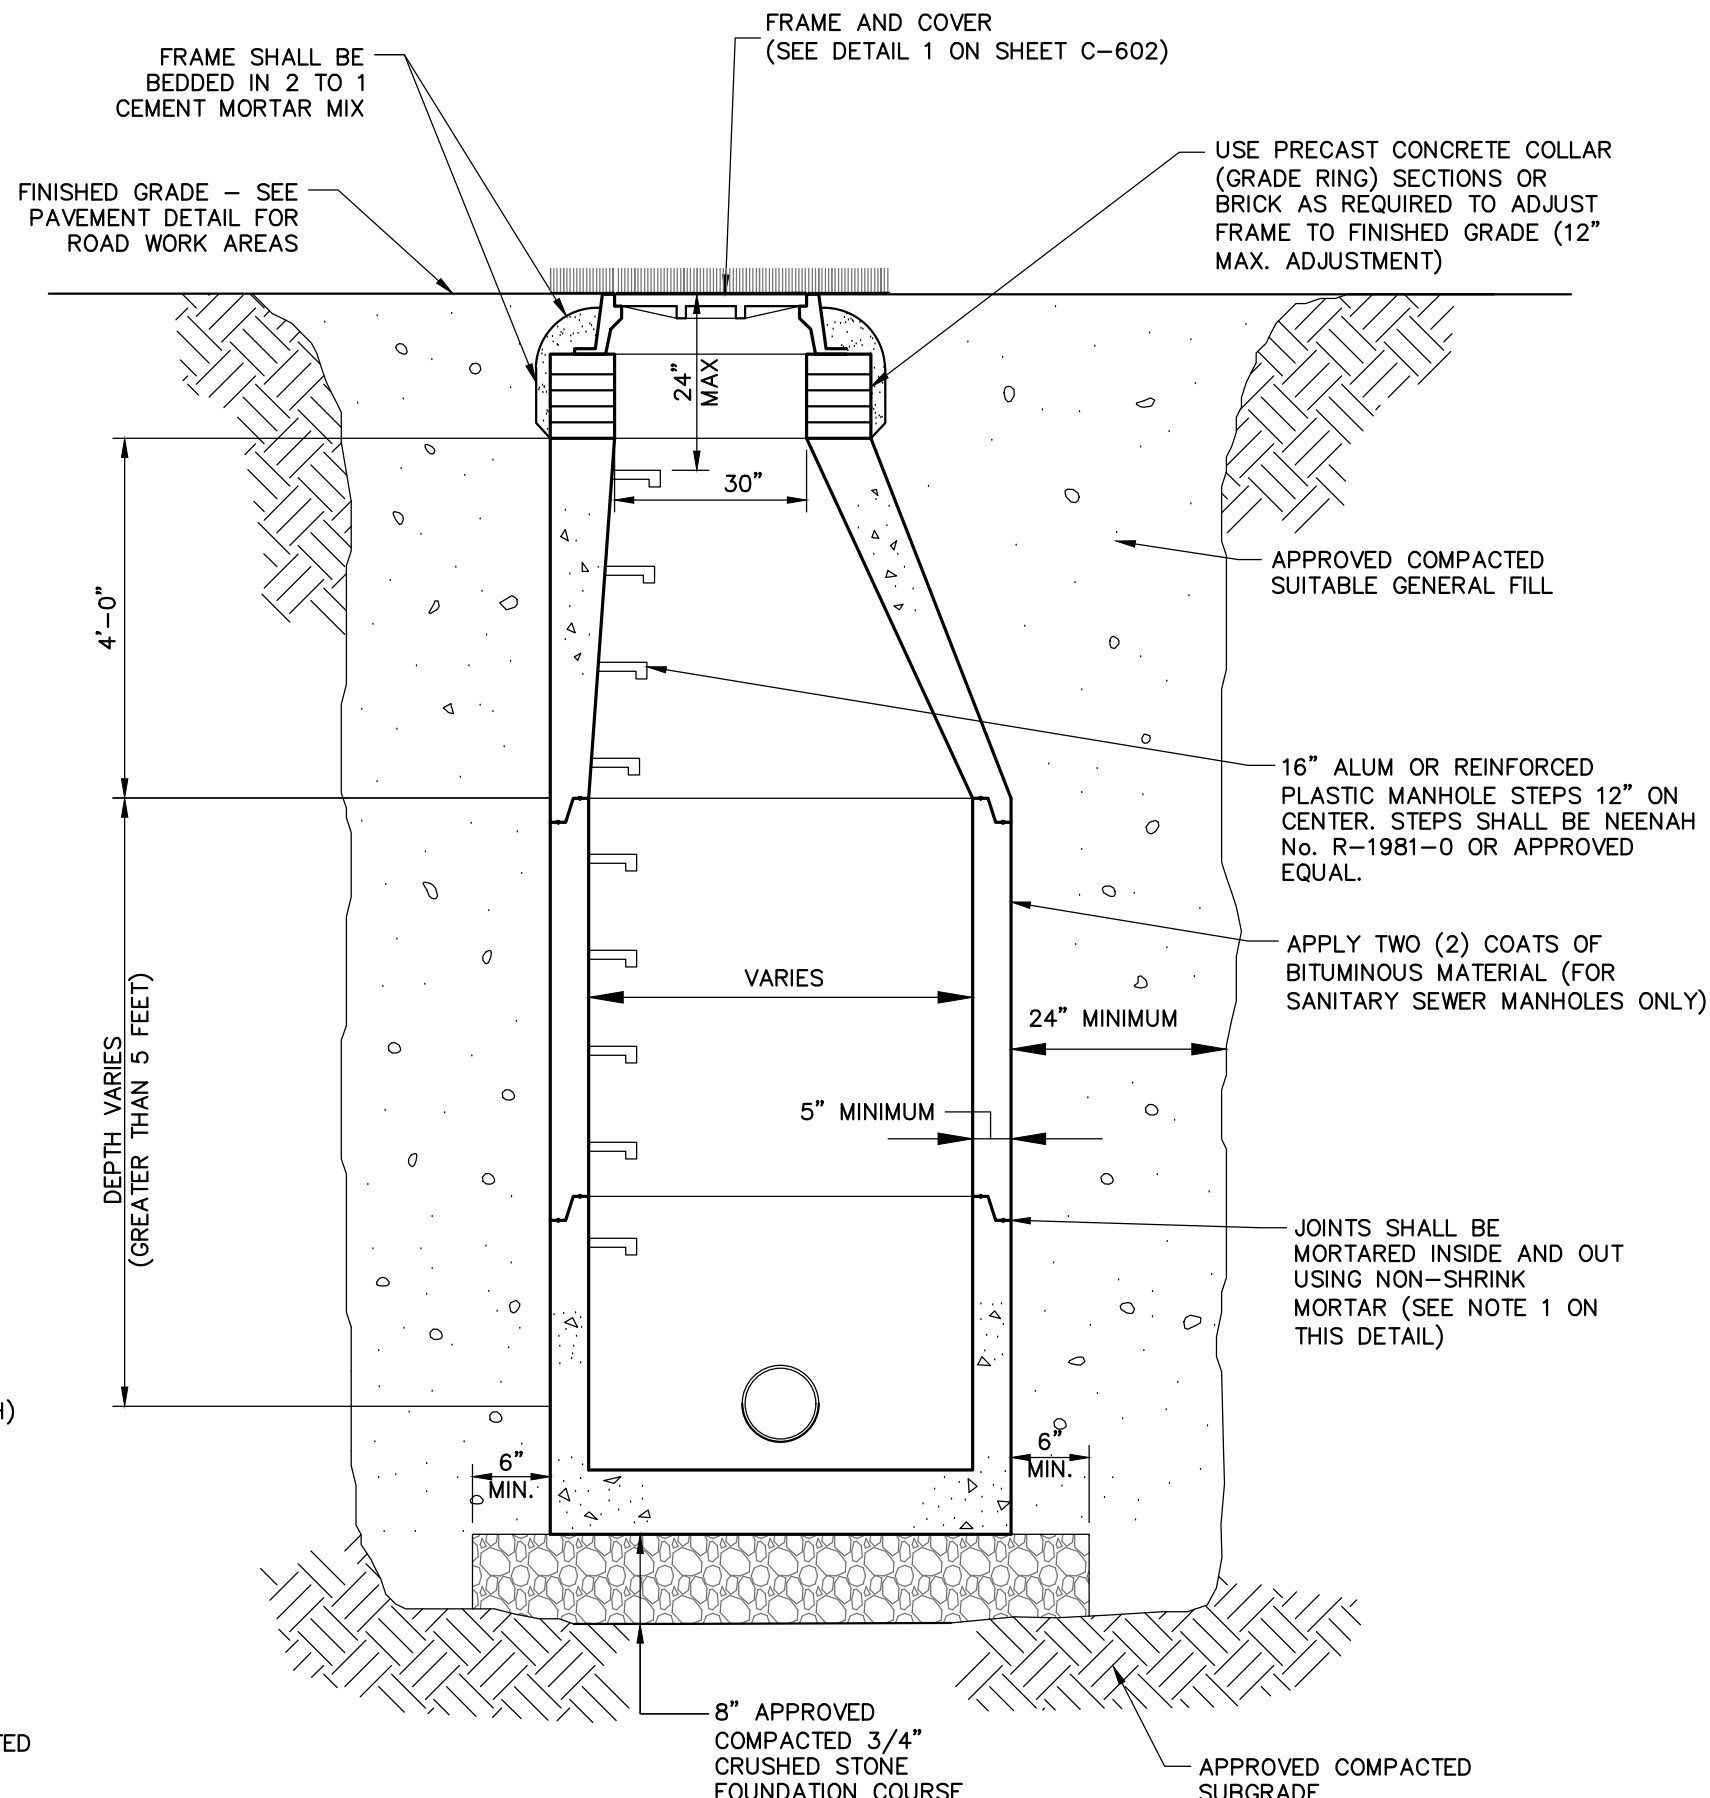 FRAME AND COVER
(SEE DETAIL 1 ON SHEET C-602)
FRAME SHALL BE
BEDDED IN 2 TO 1
CEMENT MORTAR MIX
USE PRECAST CONCRETE COLLAR
(GRADE RING) SECTIONS OR
BRICK AS REQUIRED TO ADJUST
FRAME TO FINISHED GRADE (12"
MAX. ADJUSTMENT)
FINISHED GRADE - SEE
PAVEMENT DETAIL FOR
ROAD WORK AREAS
24"
MAX
30"
APPROVED COMPACTED
SUITABLE GENERAL FILL
4'-0"
16" ALUM OR REINFORCED
PLASTIC MANHOLE STEPS 12" ON
CENTER. STEPS SHALL BE NEENAH
No. R-1981-0 OR APPROVED
EQUAL.
APPLY TWO (2) COATS OF
BITUMINOUS MATERIAL (FOR
SANITARY SEWER MANHOLES ONLY)
VARIES
24" MINIMUM
DEPTH VARIES
(GREATER THAN 5 FEET)
5" MINIMUM
JOINTS SHALL BE
MORTARED INSIDE AND OUT
USING NON-SHRINK
MORTAR (SEE NOTE 1 ON
THIS DETAIL)
6"
MIN.
6"
MIN.
8" APPROVED
COMPACTED 3/4"
CRUSHED STONE
FOUNDATION COURSE
APPROVED COMPACTED
SUBGRADE